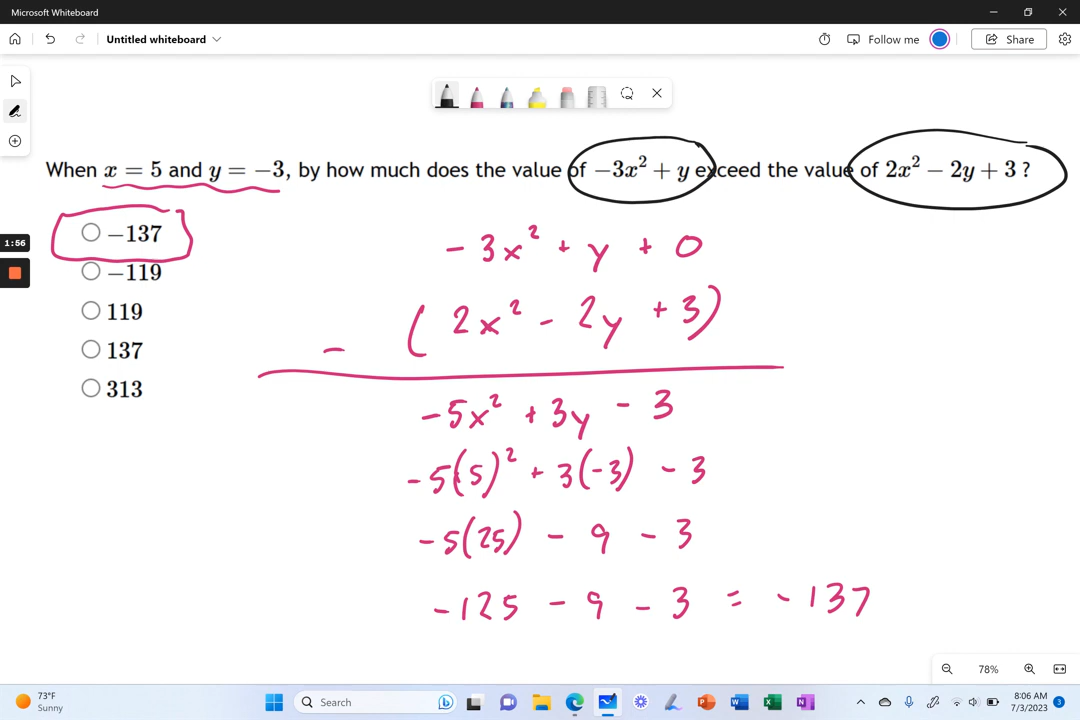 Microsoft Whiteboard
Untitled whiteboard
Follow me
Share
When x = 5 and y = −3, by how much does the value of −3x² + y exceed the value of 2x² − 2y + 3 ?
−137
−119
119
137
313
1:56
- 3x² + y + 0
- ( 2x² - 2y + 3)
-5x² + 3y - 3
-5(5)² + 3(-3) - 3
-5(25) - 9 - 3
-125 - 9 - 3 = -137
78%
73°F
Sunny
Search
8:06 AM
7/3/2023
3